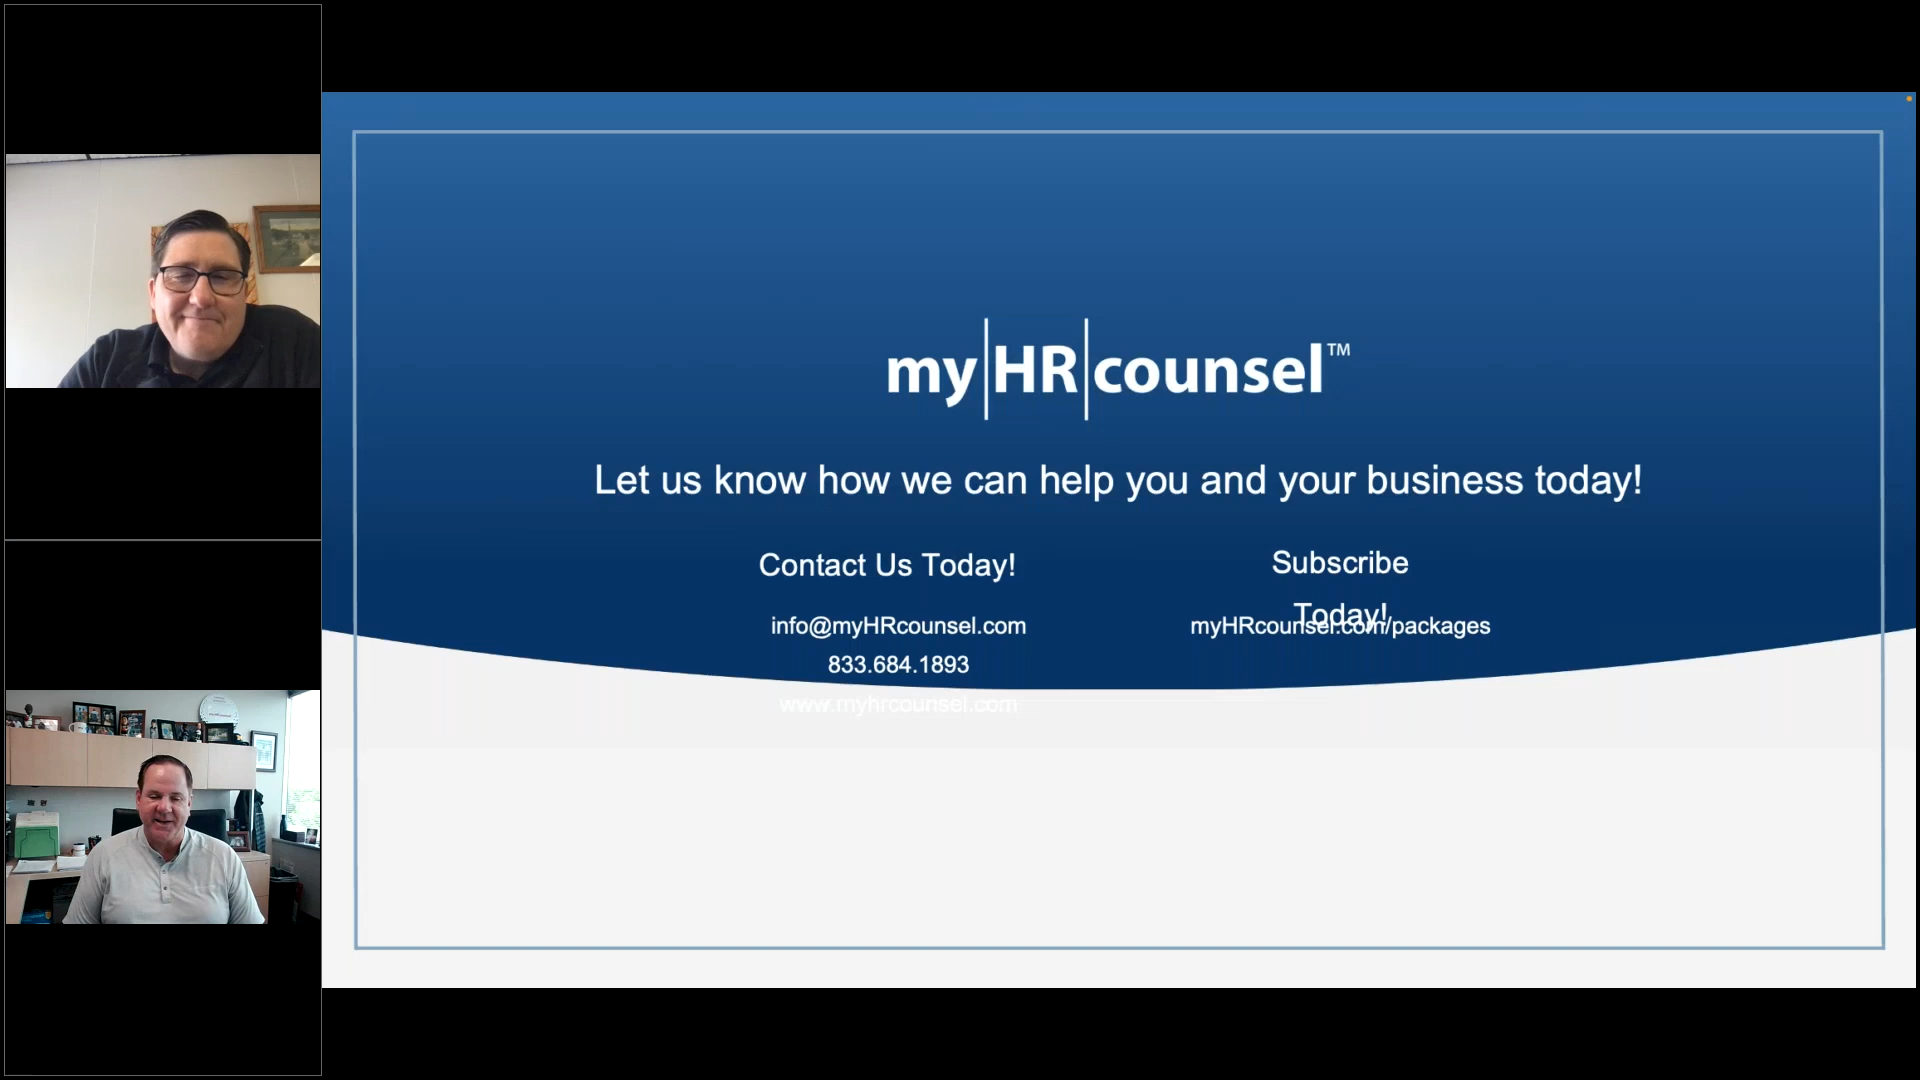 my|HR|counsel™
Let us know how we can help you and your business today!
Contact Us Today!
info@myHRcounsel.com
833.684.1893
www.myhrcounsel.com
Subscribe
Today!
myHRcounsel.com/packages